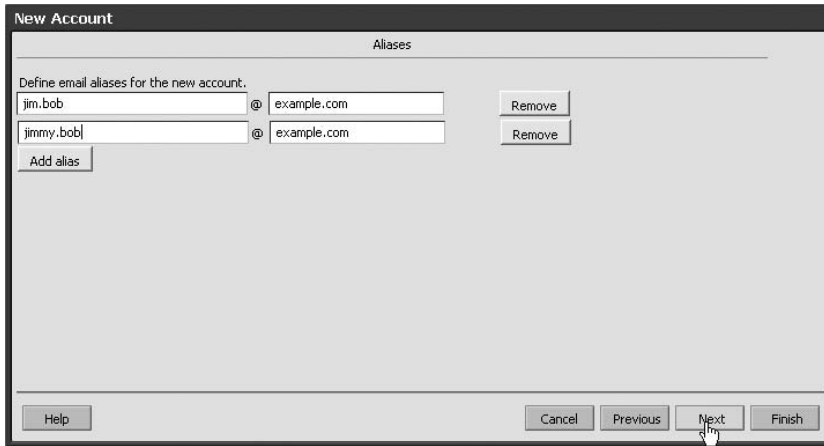 New Account
Aliases
Define email aliases for the new account.
jim.bob @ example.com Remove
jimmy.bob @ example.com Remove
Add alias
Help Cancel Previous Next Finish